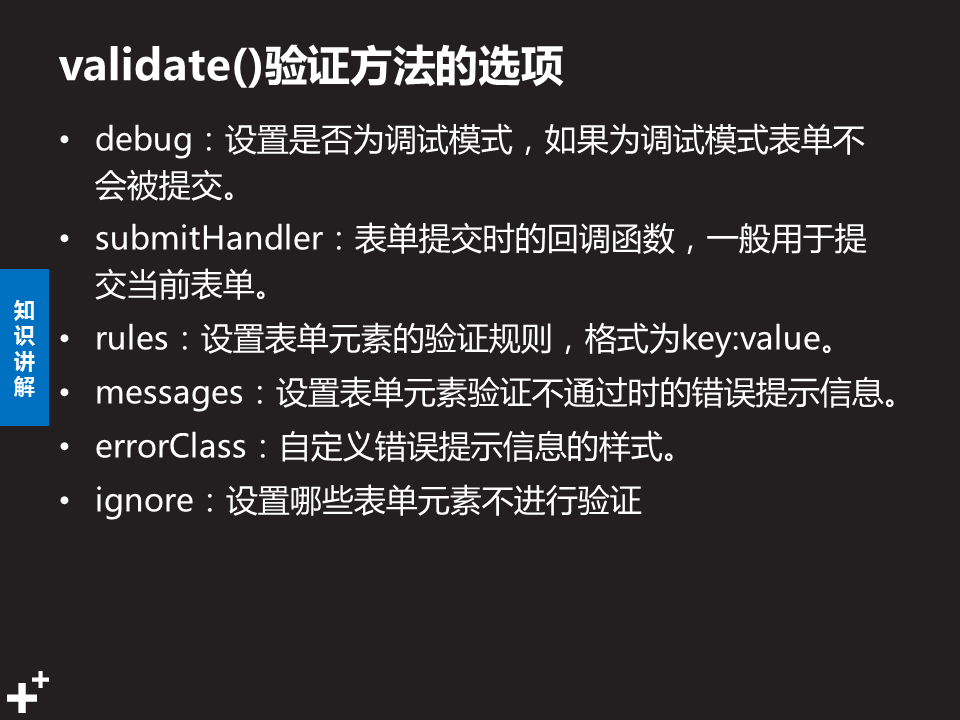 validate()验证方法的选项
• debug：设置是否为调试模式，如果为调试模式表单不
会被提交。
• submitHandler：表单提交时的回调函数，一般用于提
交当前表单。
• rules：设置表单元素的验证规则，格式为key:value。
• messages：设置表单元素验证不通过时的错误提示信息。
• errorClass：自定义错误提示信息的样式。
• ignore：设置哪些表单元素不进行验证
知
识
讲
解